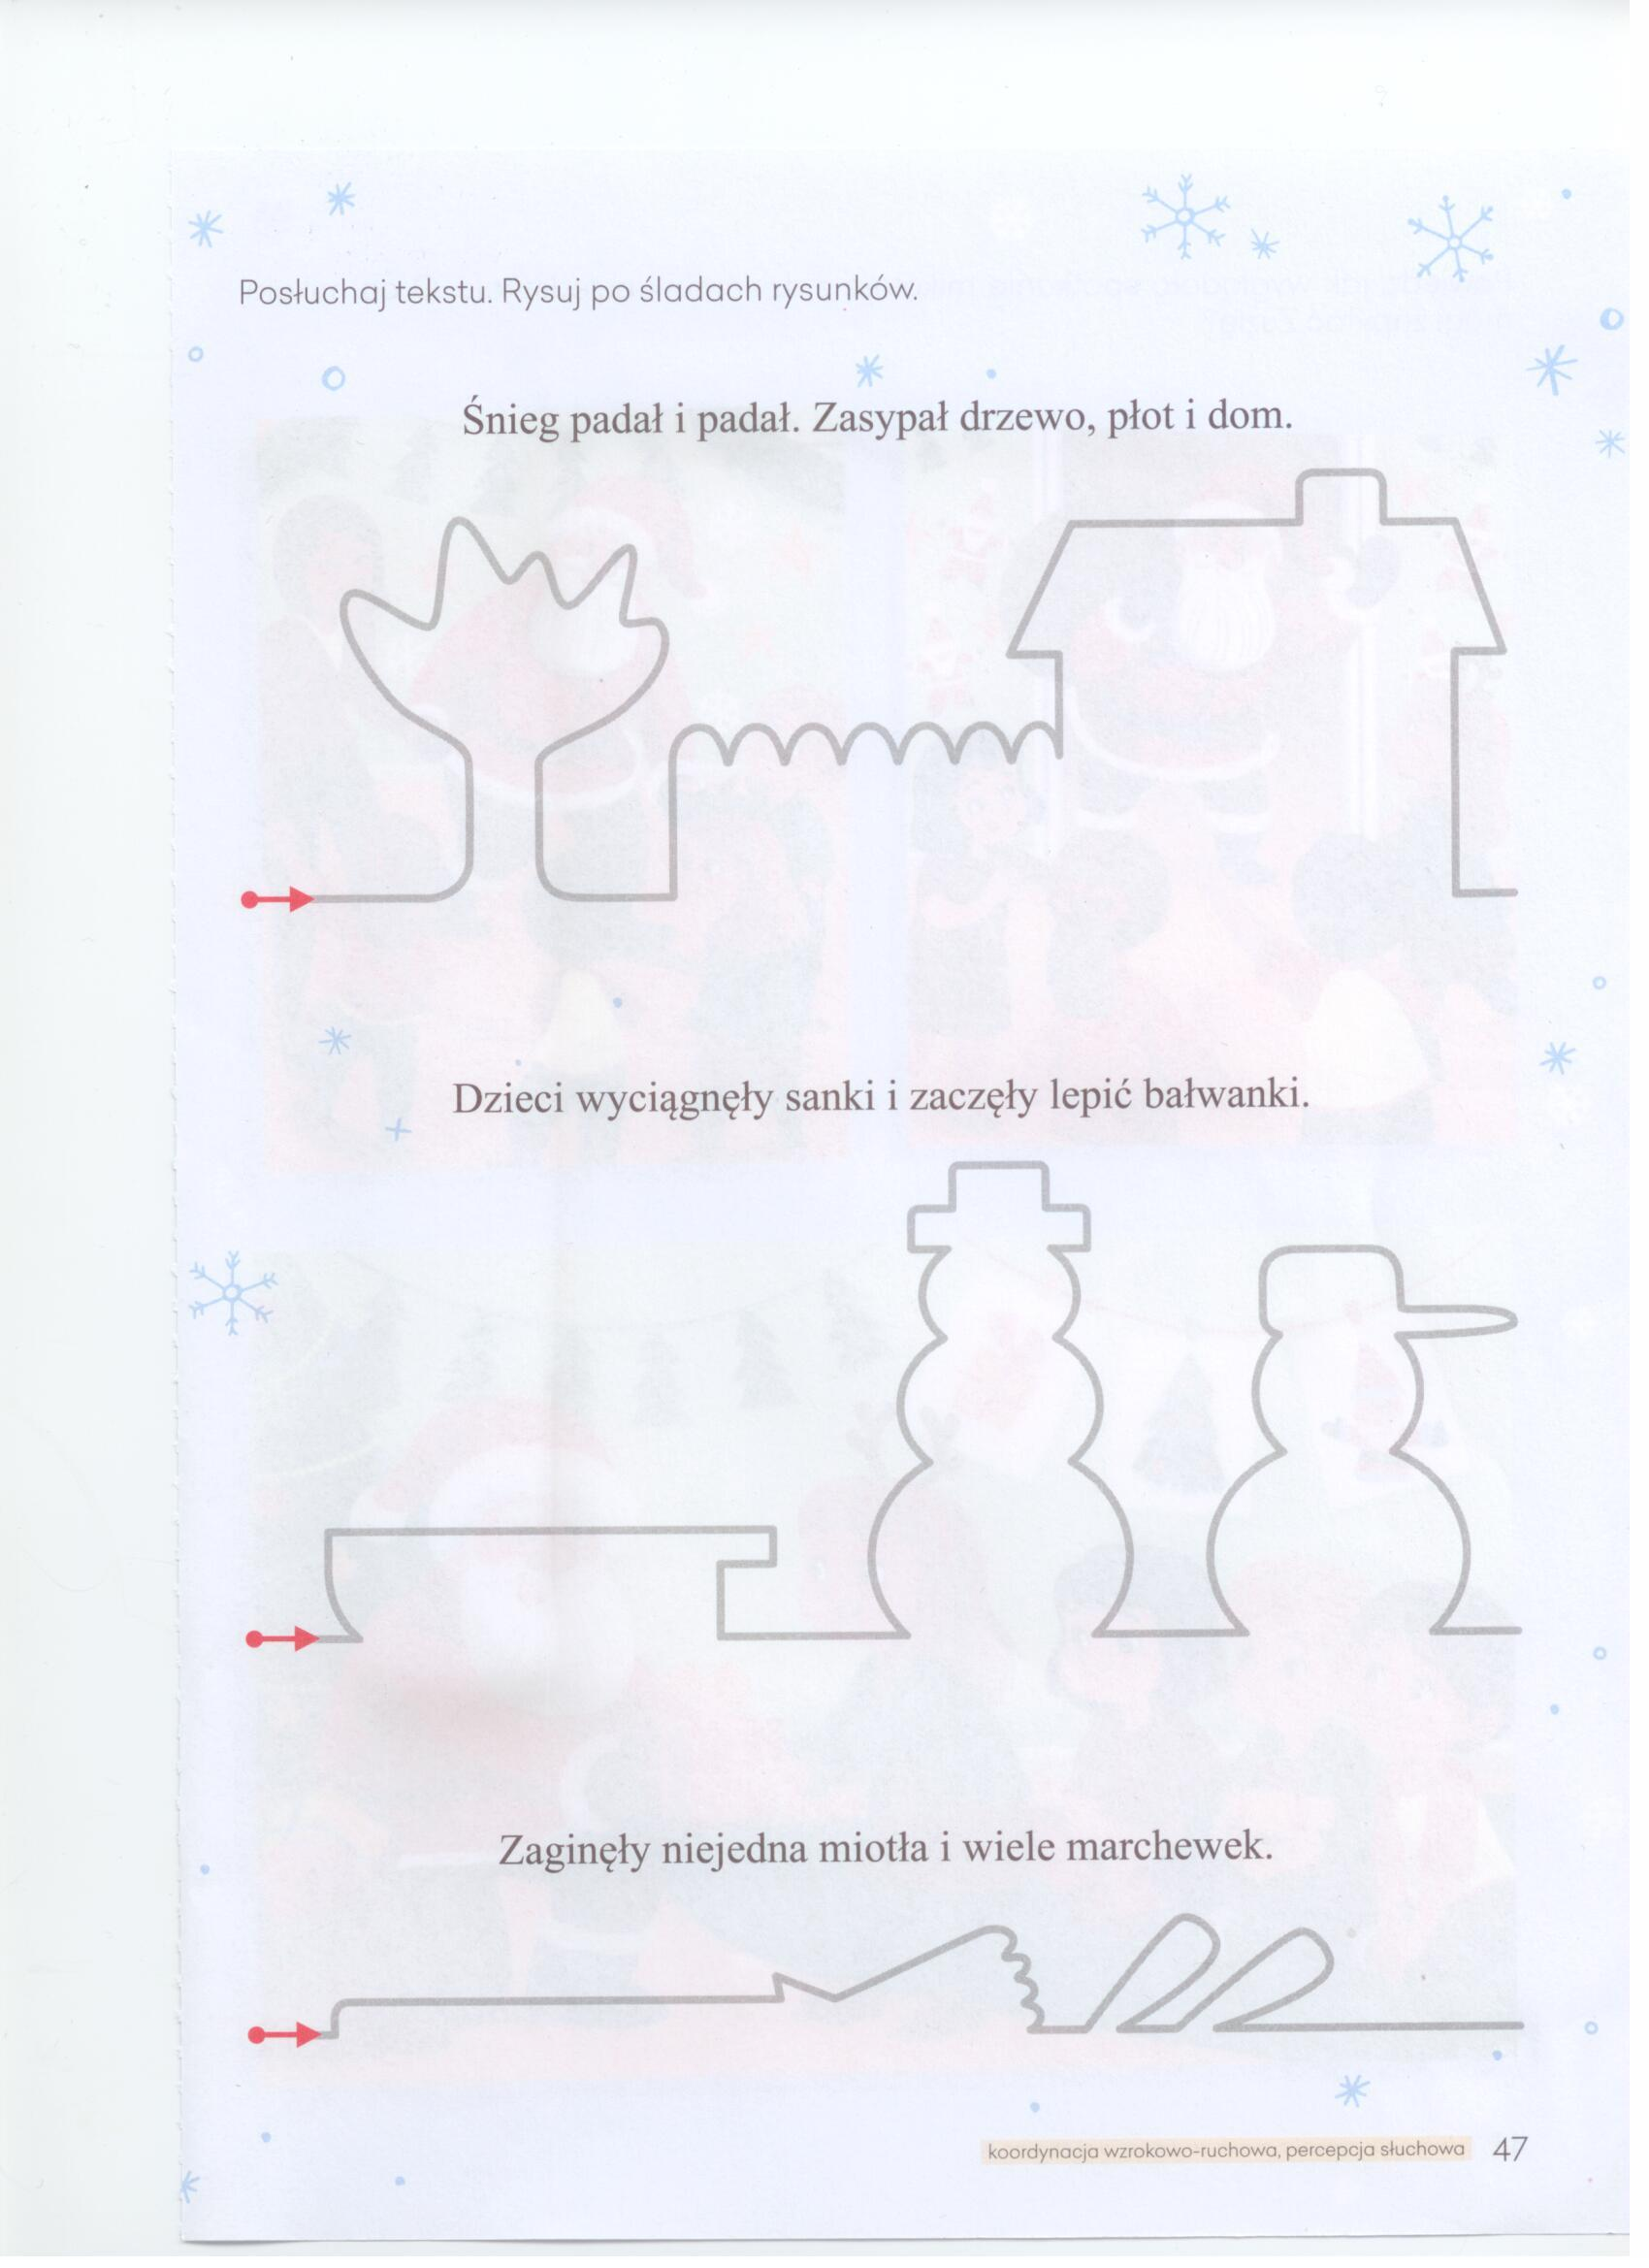 Posłuchaj tekstu. Rysuj po śladach rysunków.
Śnieg padał i padał. Zasypał drzewo, płot i dom.
Dzieci wyciągnęły sanki i zaczęły lepić bałwanki.
Zaginęły niejedna miotła i wiele marchewek.
koordynacja wzrokowo-ruchowa, percepcja słuchowa 47